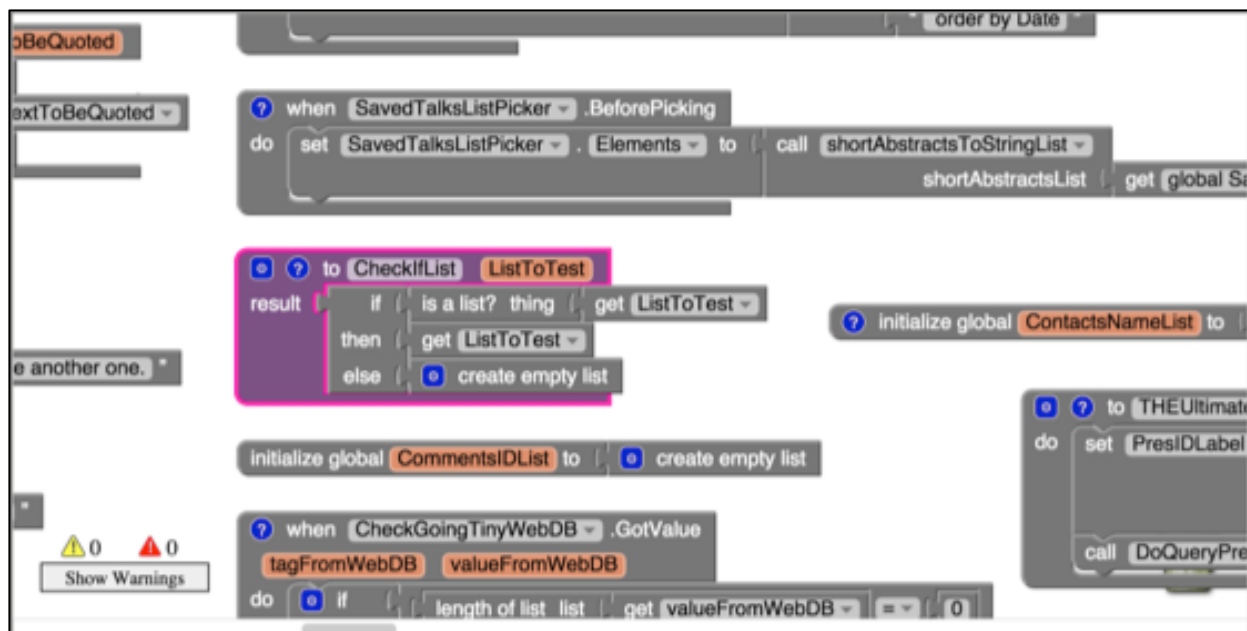 order by Date "
oBeQuoted
extToBeQuoted
when SavedTalksListPicker .BeforePicking
do set SavedTalksListPicker . Elements to call shortAbstractsToStringList
shortAbstractsList get global Sa
to CheckIfList ListToTest
result if is a list? thing get ListToTest
then get ListToTest
else create empty list
initialize global ContactsNameList to
e another one. "
to THEUltimate
do set PresIDLabel
call DoQueryPre
initialize global CommentsIDList to create empty list
"
0 0
Show Warnings
when CheckGoingTinyWebDB .GotValue
tagFromWebDB valueFromWebDB
do if length of list list get valueFromWebDB = 0